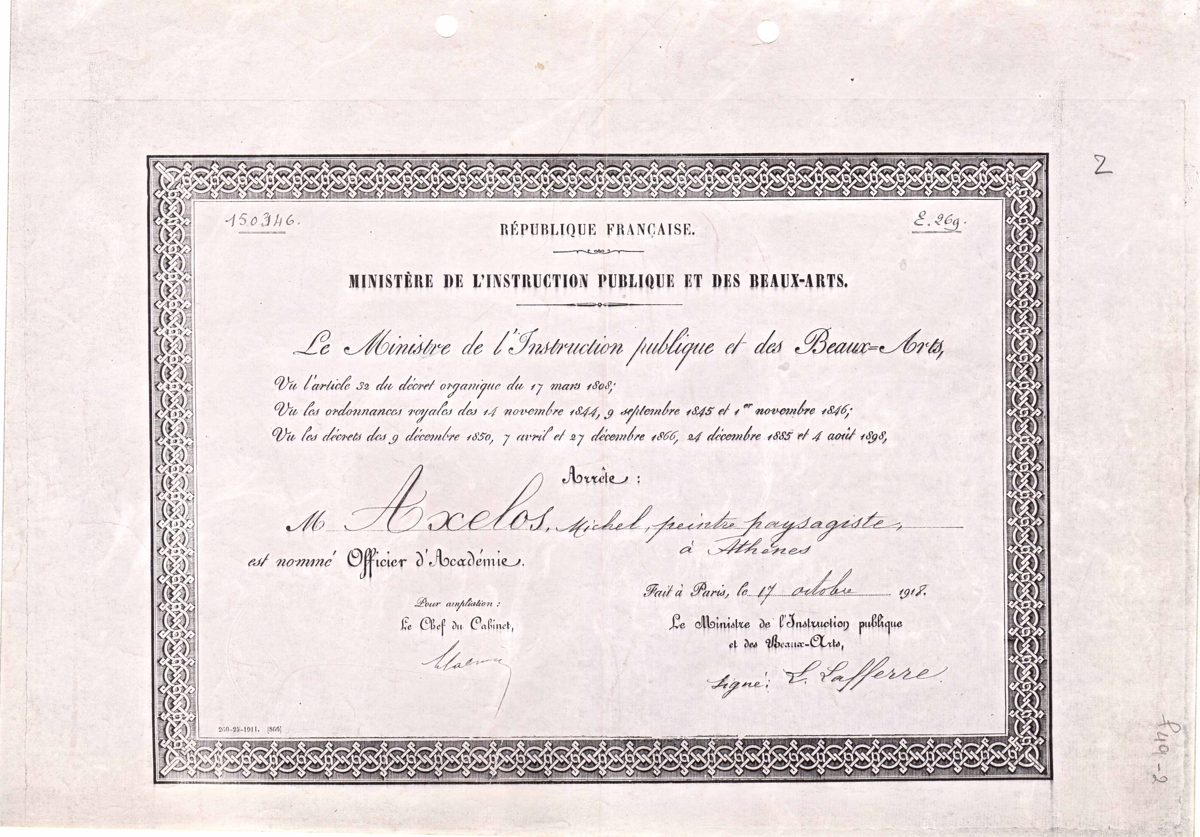 2
150346.
E. 269.
RÉPUBLIQUE FRANÇAISE.
MINISTÈRE DE L'INSTRUCTION PUBLIQUE ET DES BEAUX-ARTS.
Le Ministre de l'Instruction publique et des Beaux-Arts,
Vu l'article 32 du décret organique du 17 mars 1808;
Vu les ordonnances royales des 14 novembre 1844, 9 septembre 1845 et 1er novembre 1846;
Vu les décrets des 9 décembre 1850, 7 avril et 27 décembre 1866, 24 décembre 1885 et 4 août 1898,
Arrête :
M Axelos, Michel, peintre paysagiste,
à Athènes
est nommé Officier d'Académie.
Fait à Paris, le 17 octobre 1918.
Pour ampliation :
Le Chef du Cabinet,
Le Ministre de l'Instruction publique
et des Beaux-Arts,
Signé: L. Lafferre.
260-25-1911. [860]